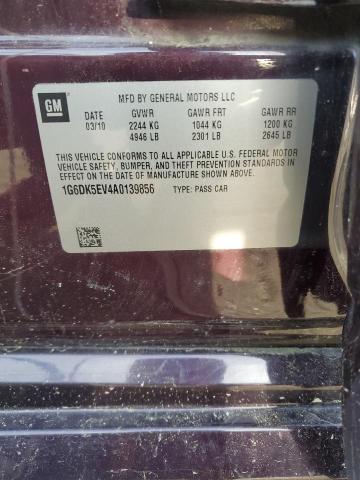 GM
MFD BY GENERAL MOTORS LLC
DATE GVWR GAWR FRT GAWR RR
03/10 2244 KG 1044 KG 1200 KG
4946 LB 2301 LB 2645 LB
THIS VEHICLE CONFORMS TO ALL APPLICABLE U.S. FEDERAL MOTOR
VEHICLE SAFETY, BUMPER, AND THEFT PREVENTION STANDARDS
IN EFFECT ON THE DATE OF MANUFACTURE SHOWN ABOVE.
1G6DK5EV4A0139856 TYPE: PASS CAR